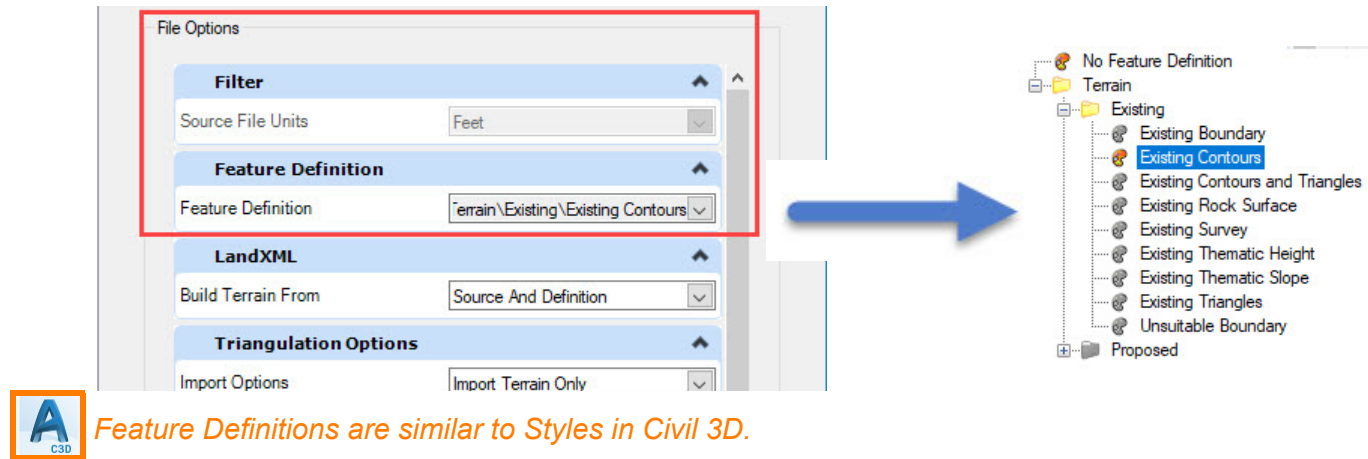 File Options
Filter
Source File Units Feet
Feature Definition
Feature Definition Terrain\Existing\Existing Contours
LandXML
Build Terrain From Source And Definition
Triangulation Options
Import Options Import Terrain Only
No Feature Definition
Terrain
Existing
Existing Boundary
Existing Contours
Existing Contours and Triangles
Existing Rock Surface
Existing Survey
Existing Thematic Height
Existing Thematic Slope
Existing Triangles
Unsuitable Boundary
Proposed
A
C3D
Feature Definitions are similar to Styles in Civil 3D.